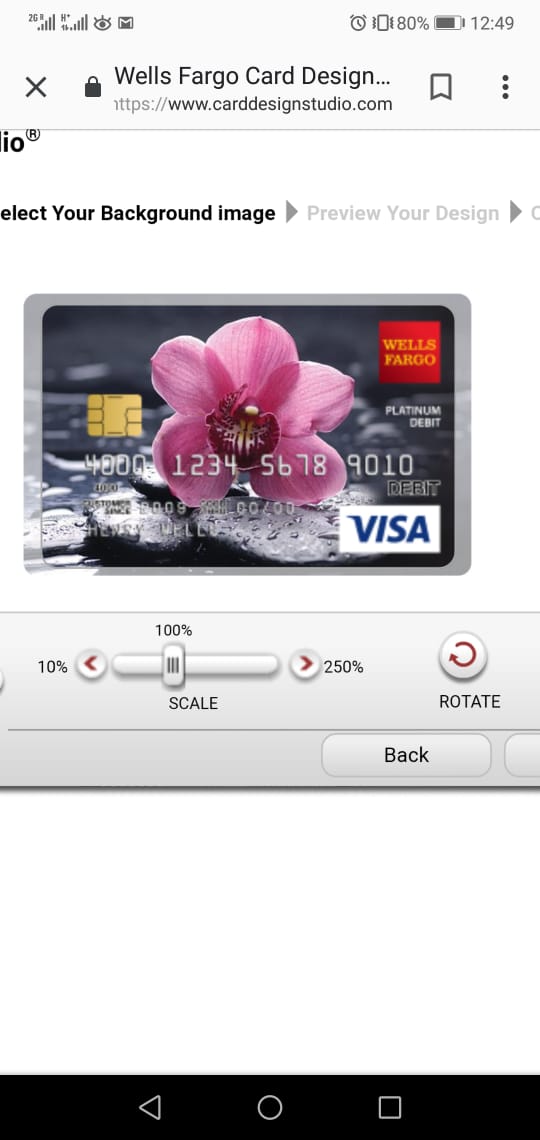 2G R H+ 80% 12:49
Wells Fargo Card Design...
https://www.carddesignstudio.com
io®
elect Your Background image Preview Your Design
WELLS
FARGO
PLATINUM
DEBIT
4000 1234 5678 9010
DEBIT
VISA
100%
10% 250%
SCALE
ROTATE
Back